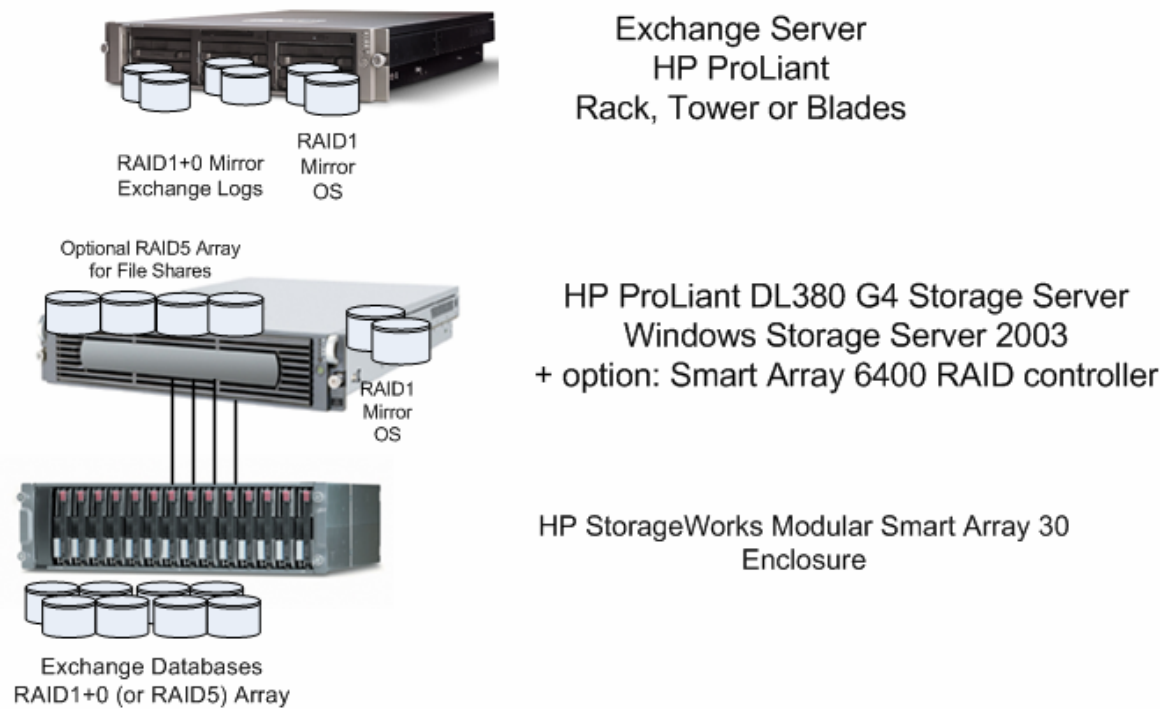 Exchange Server
HP ProLiant
Rack, Tower or Blades
RAID1+0 Mirror
Exchange Logs
RAID1
Mirror
OS
Optional RAID5 Array
for File Shares
RAID1
Mirror
OS
HP ProLiant DL380 G4 Storage Server
Windows Storage Server 2003
+ option: Smart Array 6400 RAID controller
HP StorageWorks Modular Smart Array 30
Enclosure
Exchange Databases
RAID1+0 (or RAID5) Array